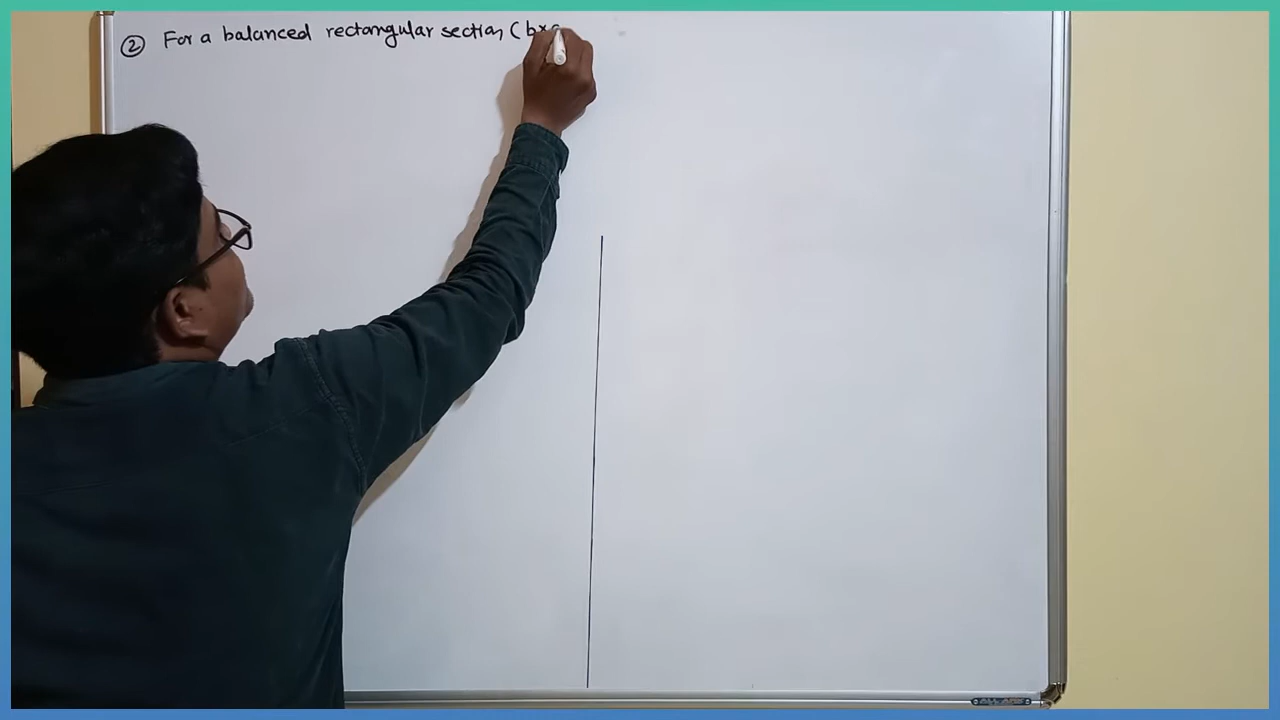 ② For a balanced rectangular section (b×